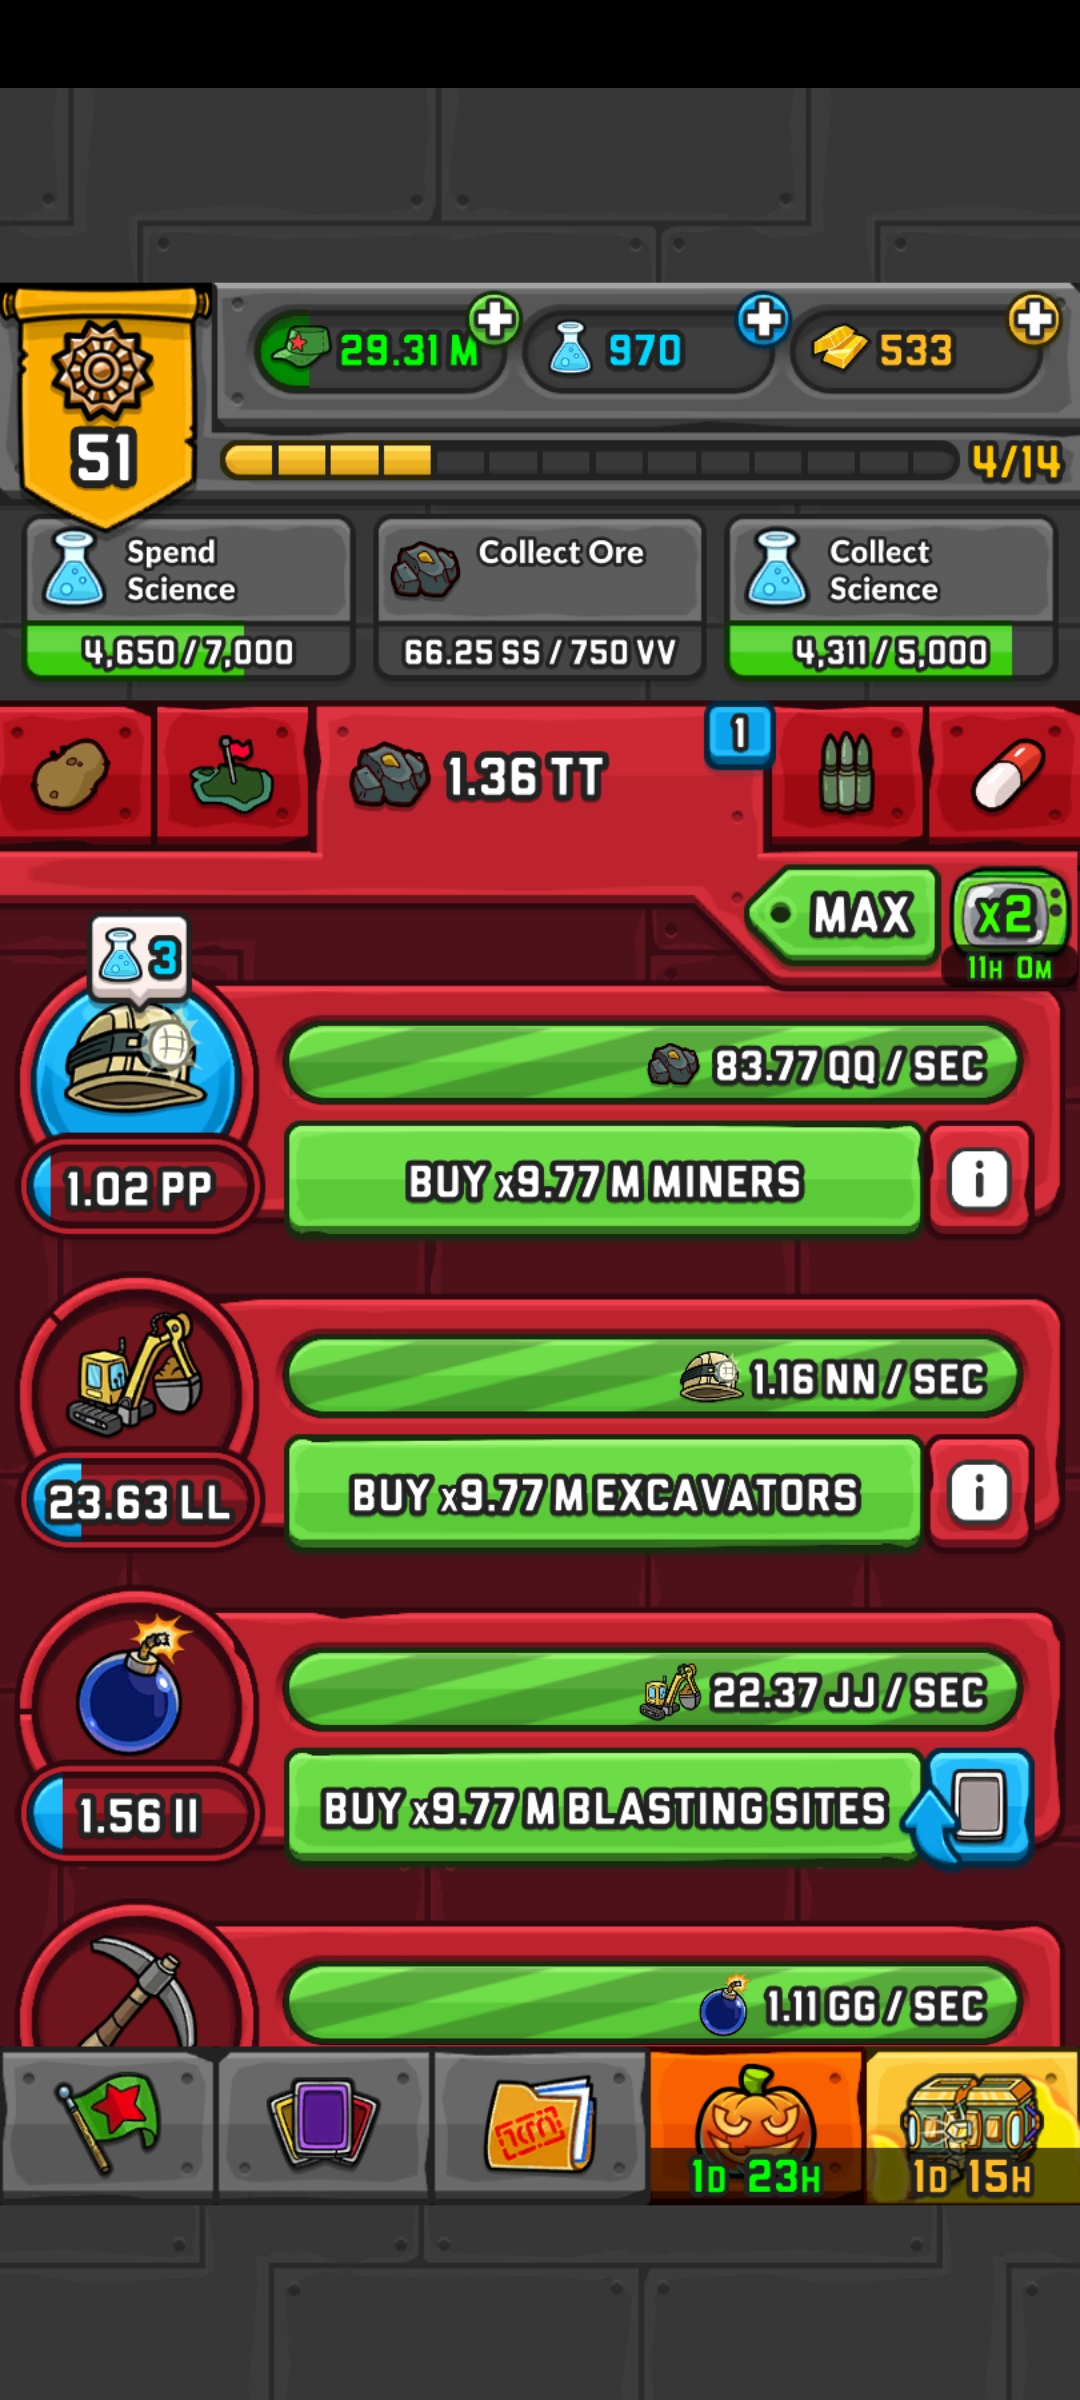 29.31 M
970
533
51
4/14
Spend
Science
4,650/7,000
Collect Ore
66.25 SS/750 VV
Collect
Science
4,311/5,000
1.36 TT
1
MAX
x2
11H 0M
3
83.77 QQ/SEC
1.02 PP
BUY x9.77 M MINERS
i
1.16 NN/SEC
23.63 LL
BUY x9.77 M EXCAVATORS
i
22.37 JJ/SEC
1.56 II
BUY x9.77 M BLASTING SITES
1.11 GG/SEC
1D 23H
1D 15H